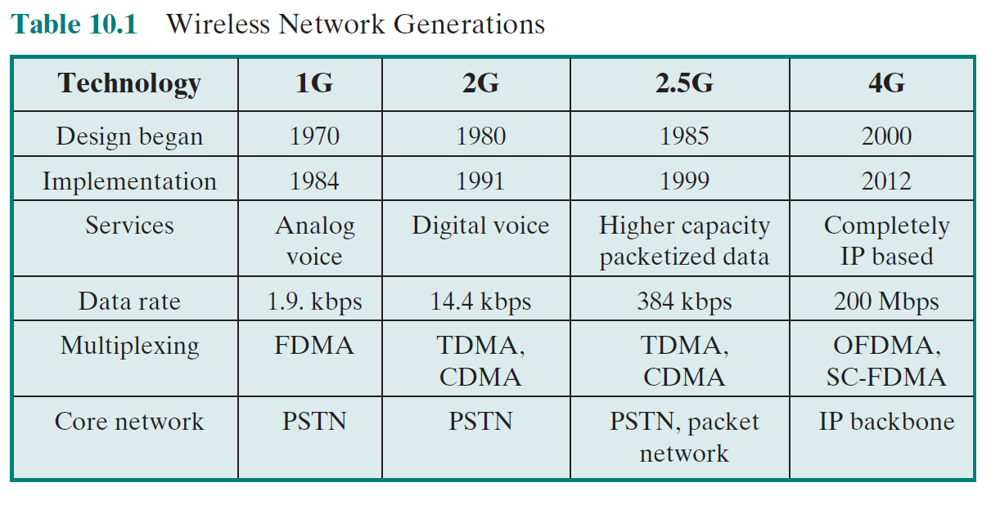 Table 10.1 Wireless Network Generations
Technology 1G 2G 2.5G 4G
Design began 1970 1980 1985 2000
Implementation 1984 1991 1999 2012
Services Analog voice Digital voice Higher capacity packetized data Completely IP based
Data rate 1.9. kbps 14.4 kbps 384 kbps 200 Mbps
Multiplexing FDMA TDMA, CDMA TDMA, CDMA OFDMA, SC-FDMA
Core network PSTN PSTN PSTN, packet network IP backbone